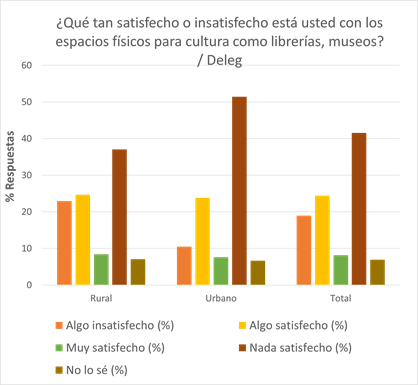 ¿Qué tan satisfecho o insatisfecho está usted con los
espacios físicos para cultura como librerías, museos?
/ Deleg
% Respuestas
60
50
40
30
20
10
0
Rural
Urbano
Total
Algo insatisfecho (%)
Algo satisfecho (%)
Muy satisfecho (%)
Nada satisfecho (%)
No lo sé (%)